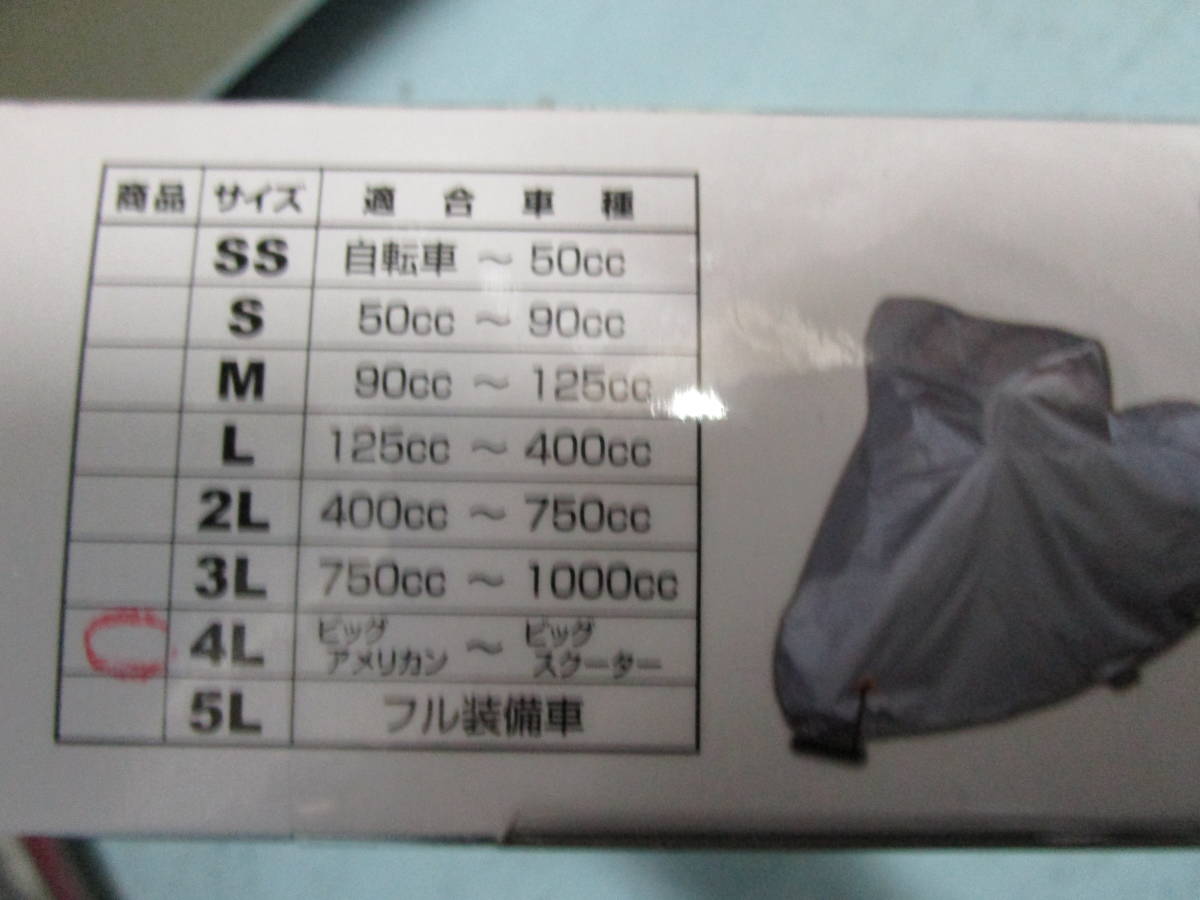 商品 サイズ 適合車種
SS 自転車 ~ 50cc
S 50cc ~ 90cc
M 90cc ~ 125cc
L 125cc ~ 400cc
2L 400cc ~ 750cc
3L 750cc ~ 1000cc
4L ビッグアメリカン ~ ビッグスクーター
5L フル装備車